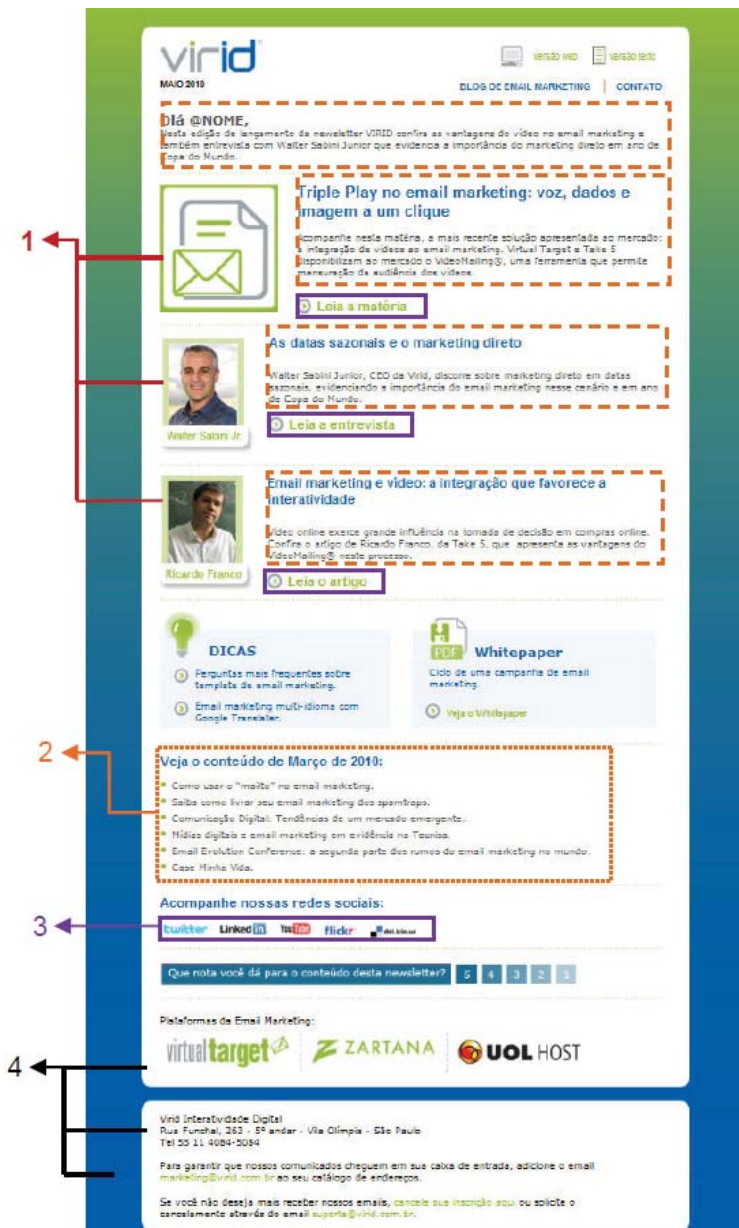 virid
versão web versão texto
MAIO 2010
BLOG DE EMAIL MARKETING | CONTATO
Olá @NOME,
Nesta edição de lançamento da newsletter VIRID confira as vantagens do vídeo no email marketing e
também entrevista com Walter Sabini Junior que evidencia a importância do marketing direto em ano de
Copa do Mundo.
Triple Play no email marketing: voz, dados e
imagem a um clique
Acompanhe nesta matéria, a mais recente solução apresentada ao mercado:
a integração de vídeos ao email marketing. Virtual Target e Take 5
disponibilizam ao mercado o VideoMailing®, uma ferramenta que permite
mensuração da audiência dos vídeos.
1
Leia a matéria
As datas sazonais e o marketing direto
Walter Sabini Junior, CEO da Virid, discorre sobre marketing direto em datas
sazonais, evidenciando a importância do email marketing nesse cenário e em ano
de Copa do Mundo.
Leia a entrevista
Walter Sabini Jr.
Email marketing e vídeo: a integração que favorece a
interatividade
Vídeo online exerce grande influência na tomada de decisão em compras online.
Confira o artigo de Ricardo Franco, da Take 5, que apresenta as vantagens do
VideoMailing® neste processo.
Ricardo Franco
Leia o artigo
DICAS
Perguntas mais frequentes sobre
template de email marketing.
Email marketing multi-idioma com
Google Translater.
PDF
Whitepaper
Ciclo de uma campanha de email
marketing.
Veja o Whitepaper
2
Veja o conteúdo de Março de 2010:
Como usar o "mailto" no email marketing.
Saiba como livrar seu email marketing dos spamtraps.
Comunicação Digital: Tendências de um mercado emergente.
Mídias digitais e email marketing em evidência na Tecnisa.
Email Evolution Conference: a segunda parte dos rumos do email marketing no mundo.
Case Minha Vida.
Acompanhe nossas redes sociais:
3
twitter LinkedIn YouTube flickr del.icio.us
Que nota você dá para o conteúdo desta newsletter? 5 4 3 2 1
Plataformas de Email Marketing:
virtualtarget ZARTANA UOL HOST
4
Virid Interatividade Digital
Rua Funchal, 263 - 5º andar - Vila Olímpia - São Paulo
Tel 55 11 4084-5084
Para garantir que nossos comunicados cheguem em sua caixa de entrada, adicione o email
marketing@virid.com.br ao seu catálogo de endereços.
Se você não deseja mais receber nossos emails, cancele sua inscrição aqui ou solicite o
cancelamento através do email suporte@virid.com.br.